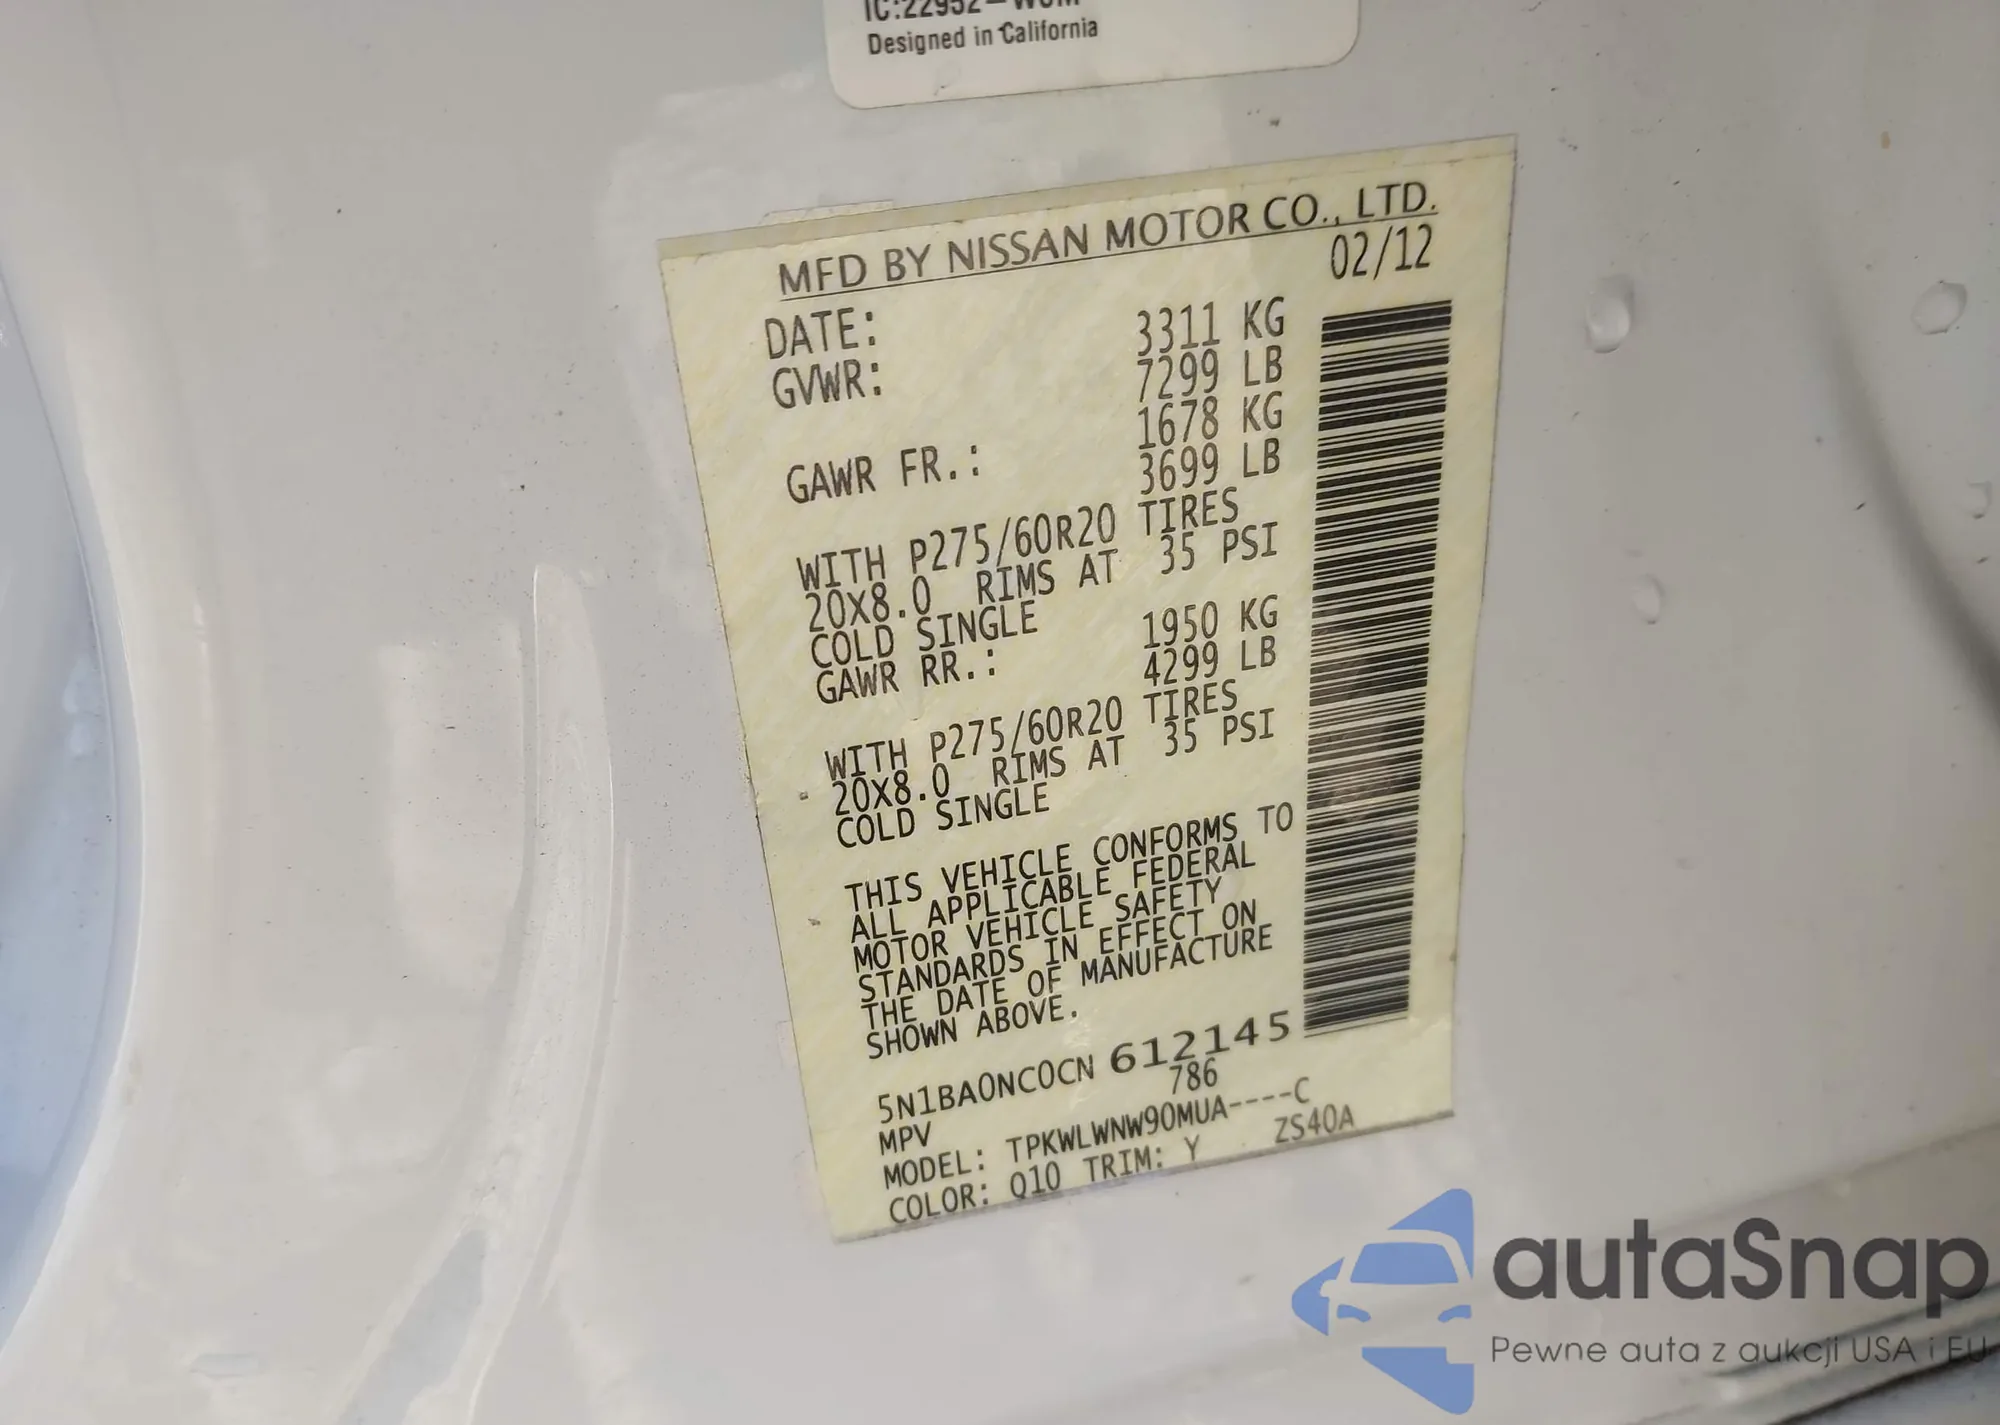 IC:22952-W
Designed in California
MFD BY NISSAN MOTOR CO., LTD.
DATE: 02/12
GVWR: 3311 KG
7299 LB
GAWR FR.: 1678 KG
3699 LB
WITH P275/60R20 TIRES
20X8.0 RIMS AT 35 PSI
COLD SINGLE
GAWR RR.: 1950 KG
4299 LB
WITH P275/60R20 TIRES
20X8.0 RIMS AT 35 PSI
COLD SINGLE
THIS VEHICLE CONFORMS TO
ALL APPLICABLE FEDERAL
MOTOR VEHICLE SAFETY
STANDARDS IN EFFECT ON
THE DATE OF MANUFACTURE
SHOWN ABOVE.
5N1BA0NC0CN 612145
MPV 786
MODEL: TPKWLWNW90MUA----C
COLOR: Q10 TRIM: Y ZS40A
autaSnap
Pewne auta z aukcji USA i EU